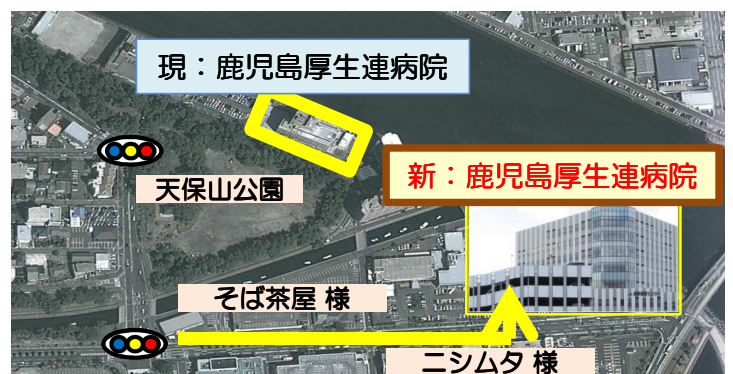 現：鹿児島厚生連病院
新：鹿児島厚生連病院
天保山公園
そば茶屋 様
ニシムタ 様